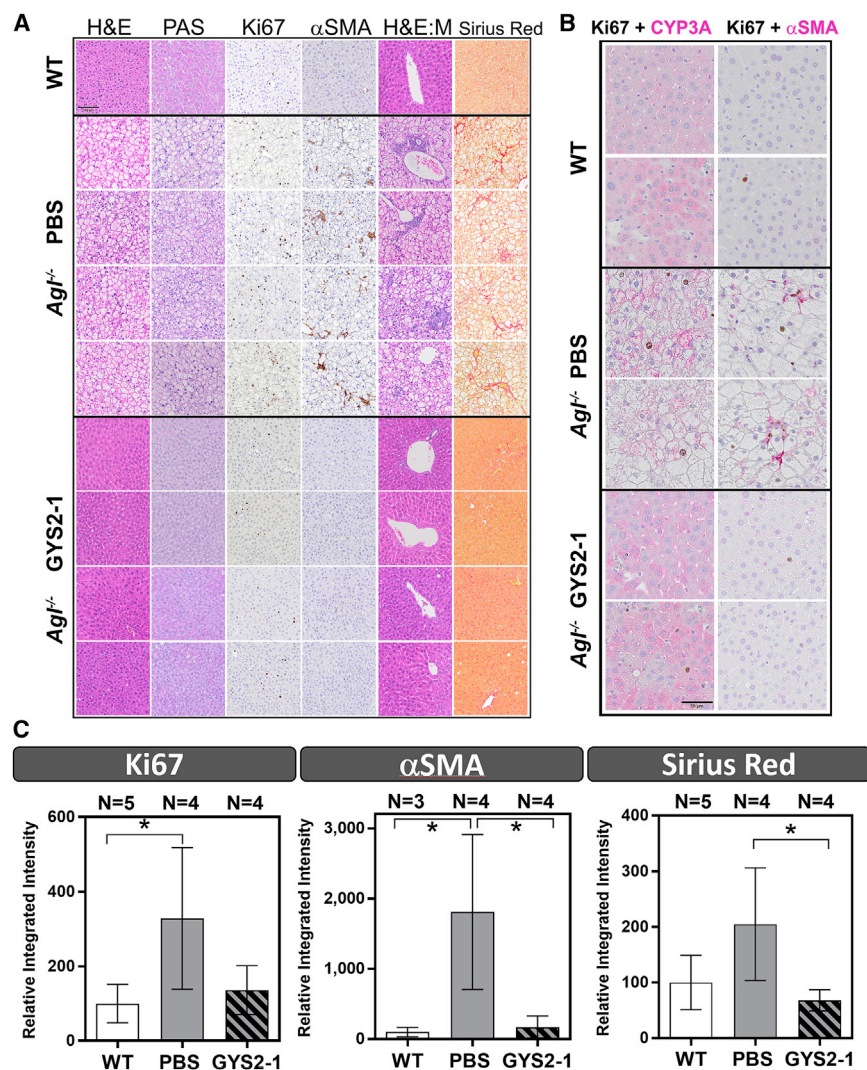 A
H&E PAS Ki67 αSMA H&E:M Sirius Red
WT
Agl-/- PBS
Agl-/- GYS2-1
B
Ki67 + CYP3A Ki67 + αSMA
WT
Agl-/- PBS
Agl-/- GYS2-1
50 µm
C
Ki67
N=5 N=4 N=4
*
Relative Integrated Intensity
600
400
200
0
WT PBS GYS2-1
αSMA
N=3 N=4 N=4
* *
Relative Integrated Intensity
3,000
2,000
1,000
0
WT PBS GYS2-1
Sirius Red
N=5 N=4 N=4
*
Relative Integrated Intensity
400
300
200
100
0
WT PBS GYS2-1